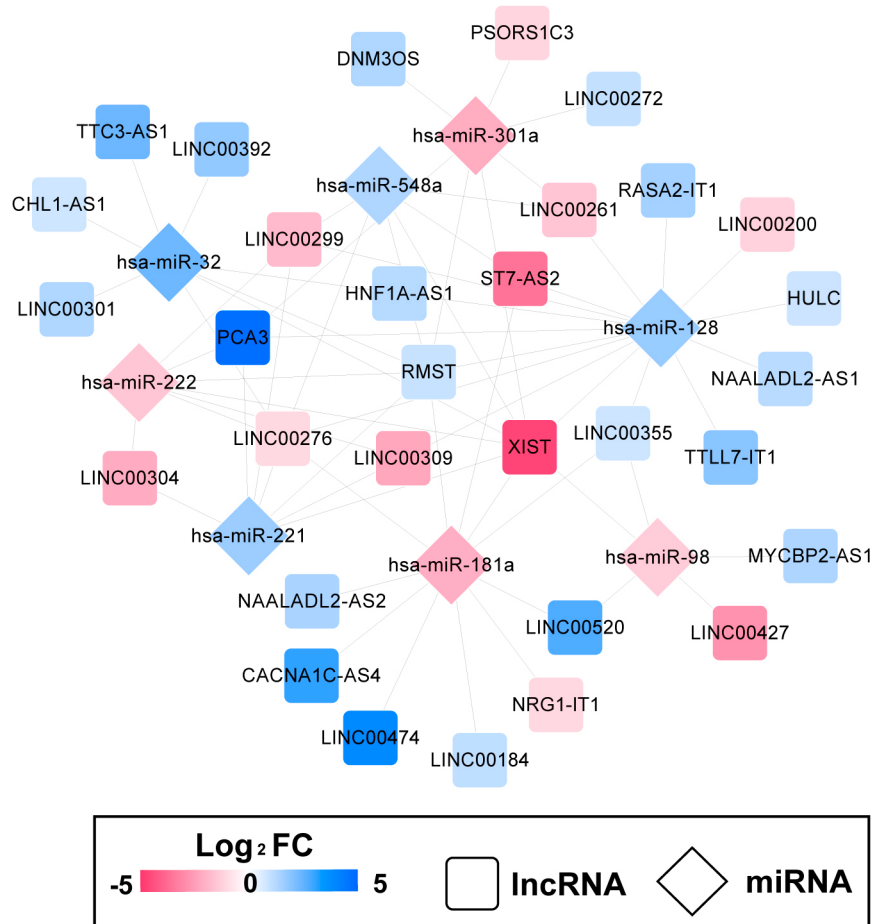 PSORS1C3
DNM3OS
LINC00272
TTC3-AS1
hsa-miR-301a
LINC00392
hsa-miR-548a
RASA2-IT1
CHL1-AS1
LINC00261
LINC00200
LINC00299
hsa-miR-32
ST7-AS2
HNF1A-AS1
HULC
LINC00301
PCA3
hsa-miR-128
RMST
NAALADL2-AS1
hsa-miR-222
LINC00276
LINC00355
XIST
LINC00309
TTLL7-IT1
LINC00304
hsa-miR-221
hsa-miR-181a
hsa-miR-98
MYCBP2-AS1
NAALADL2-AS2
LINC00520
LINC00427
CACNA1C-AS4
NRG1-IT1
LINC00474
LINC00184
Log 2 FC
-5 0 5
lncRNA
miRNA